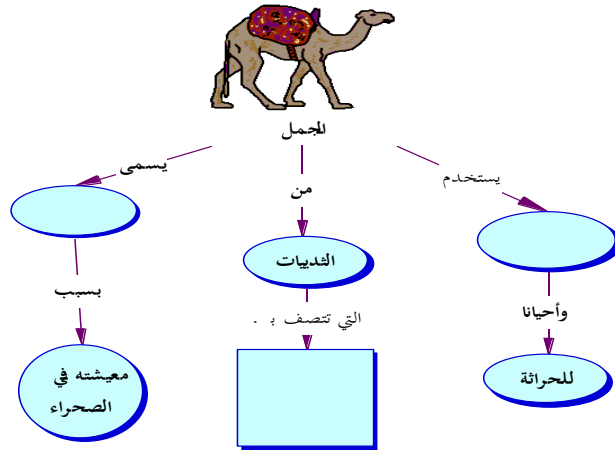 الجمل
يسمى
من
يستخدم
الثدييات
بسبب
التي تتصف بـ .
وأحيانا
معيشته في
الصحراء
للحراثة